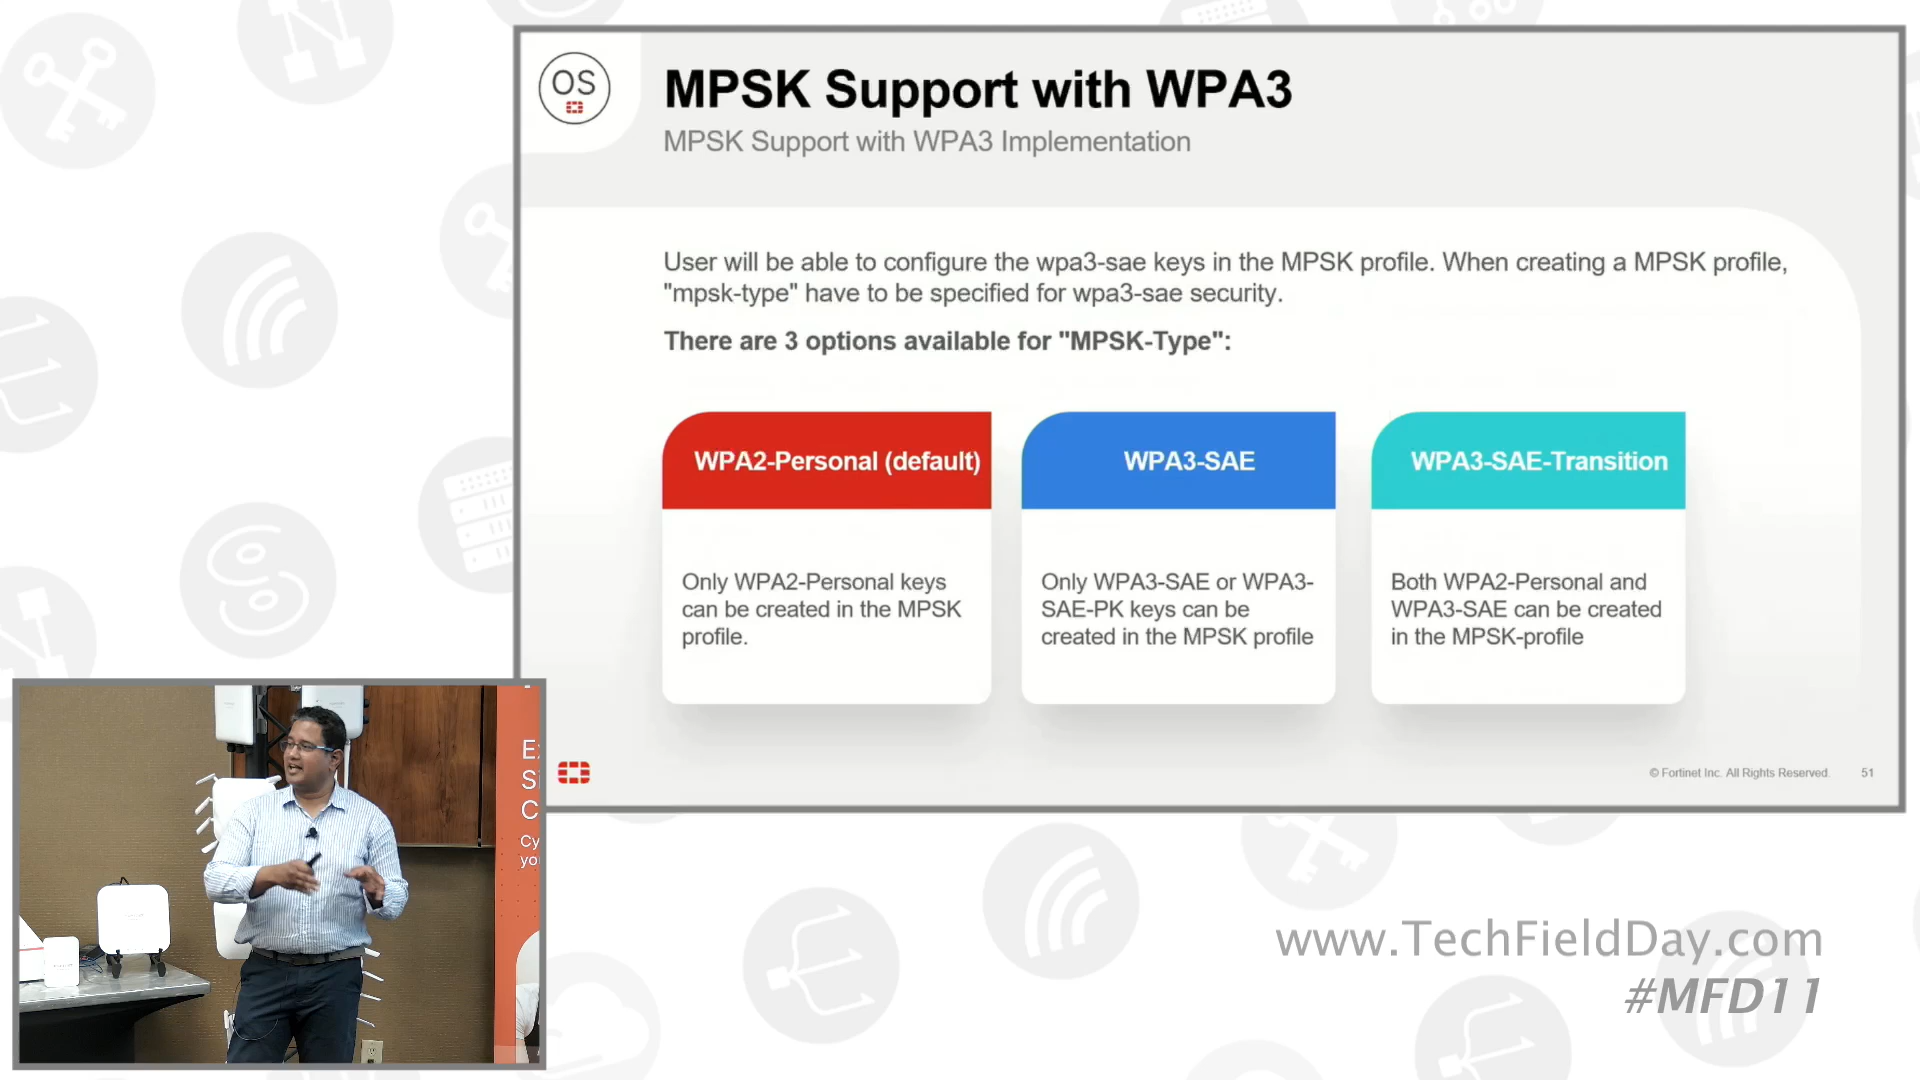 OS
MPSK Support with WPA3
MPSK Support with WPA3 Implementation
User will be able to configure the wpa3-sae keys in the MPSK profile. When creating a MPSK profile,
"mpsk-type" have to be specified for wpa3-sae security.
There are 3 options available for "MPSK-Type":
WPA2-Personal (default)
Only WPA2-Personal keys
can be created in the MPSK
profile.
WPA3-SAE
Only WPA3-SAE or WPA3-
SAE-PK keys can be
created in the MPSK profile
WPA3-SAE-Transition
Both WPA2-Personal and
WPA3-SAE can be created
in the MPSK-profile
© Fortinet Inc. All Rights Reserved.
51
E
S
C
Cy
yo
www.TechFieldDay.com
#MFD11